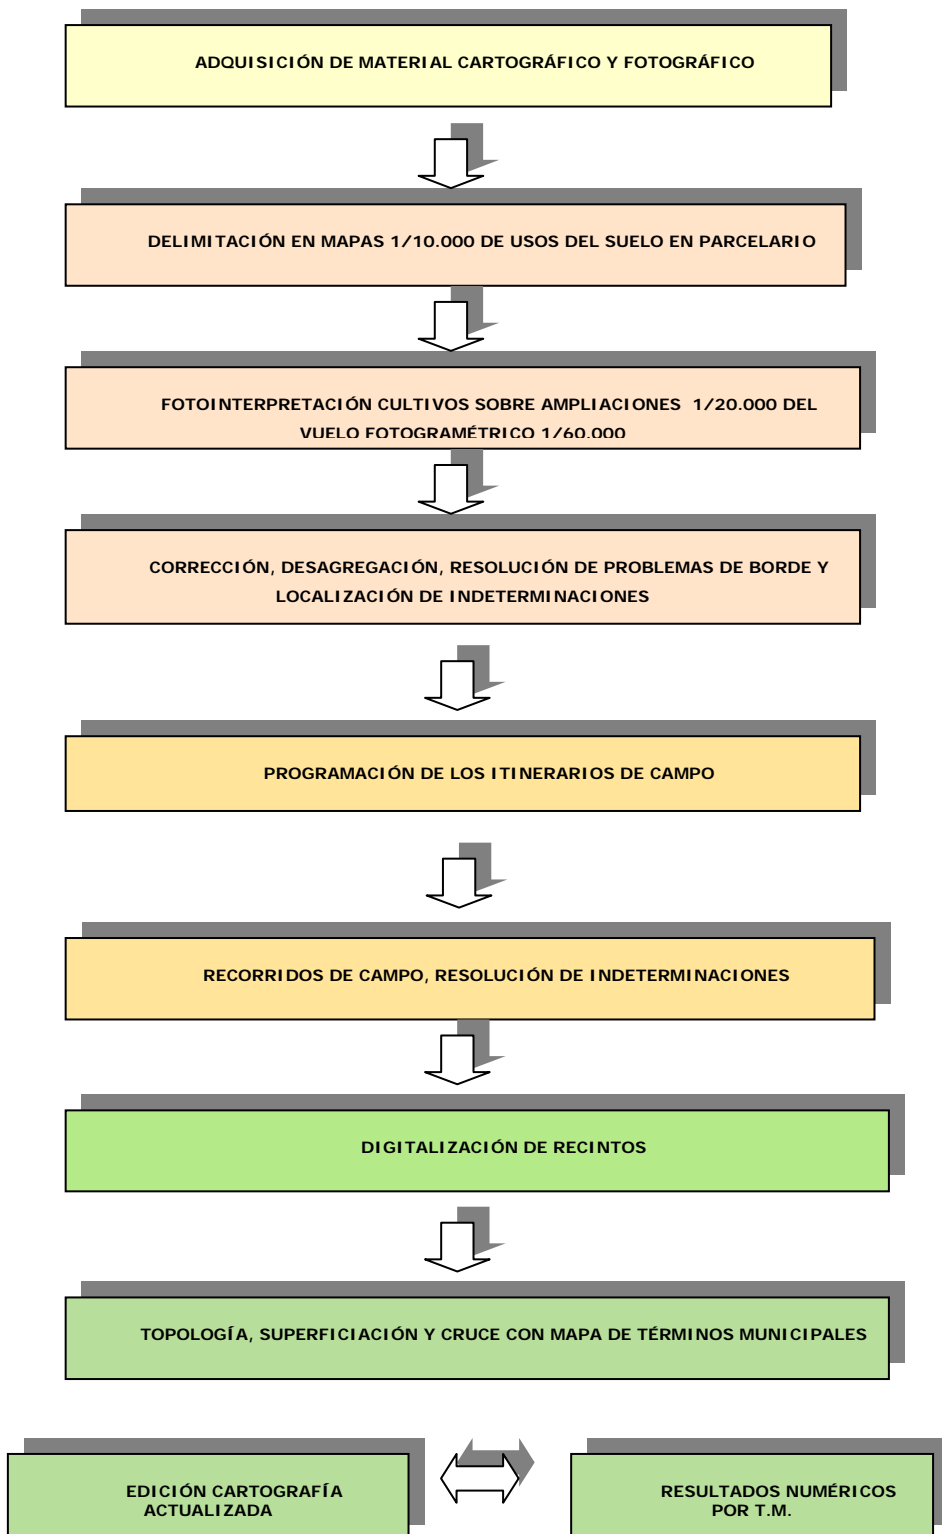 ADQUISICIÓN DE MATERIAL CARTOGRÁFICO Y FOTOGRÁFICO
DELIMITACIÓN EN MAPAS 1/10.000 DE USOS DEL SUELO EN PARCELARIO
FOTOINTERPRETACIÓN CULTIVOS SOBRE AMPLIACIONES 1/20.000 DEL
VUELO FOTOGRAMÉTRICO 1/60.000
CORRECCIÓN, DESAGREGACIÓN, RESOLUCIÓN DE PROBLEMAS DE BORDE Y
LOCALIZACIÓN DE INDETERMINACIONES
PROGRAMACIÓN DE LOS ITINERARIOS DE CAMPO
RECORRIDOS DE CAMPO, RESOLUCIÓN DE INDETERMINACIONES
DIGITALIZACIÓN DE RECINTOS
TOPOLOGÍA, SUPERFICIACIÓN Y CRUCE CON MAPA DE TÉRMINOS MUNICIPALES
EDICIÓN CARTOGRAFÍA
ACTUALIZADA
RESULTADOS NUMÉRICOS
POR T.M.